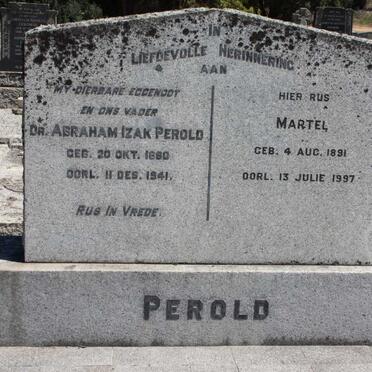 IN
LIEFDEVOLLE HERINNERING
AAN
MY DIERBARE EGGENOOT
EN ONS VADER
DR. ABRAHAM IZAK PEROLD
GEB. 20 OKT. 1880
OORL. 11 DES. 1941.
RUS IN VREDE.
HIER RUS
MARTEL
GEB. 4 AUG. 1891
OORL. 13 JULIE 1997
PEROLD